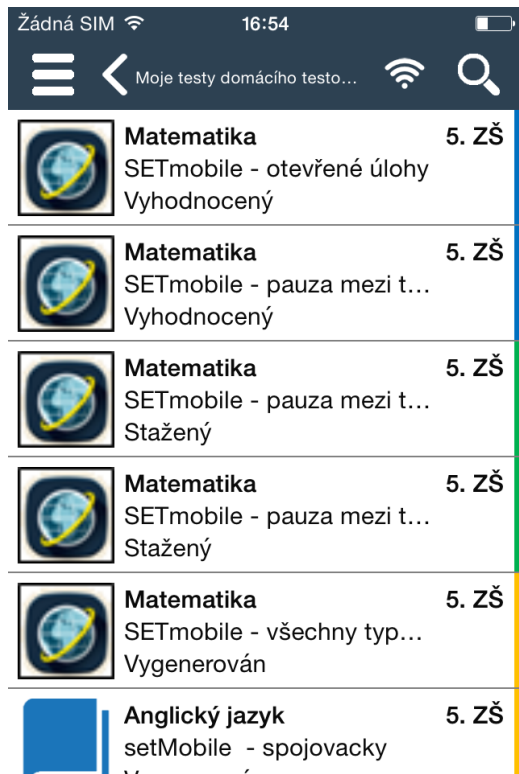 Žádná SIM 16:54
Moje testy domácího testo...
Matematika 5. ZŠ
SETmobile - otevřené úlohy
Vyhodnocený
Matematika 5. ZŠ
SETmobile - pauza mezi t...
Vyhodnocený
Matematika 5. ZŠ
SETmobile - pauza mezi t...
Stažený
Matematika 5. ZŠ
SETmobile - pauza mezi t...
Stažený
Matematika 5. ZŠ
SETmobile - všechny typ...
Vygenerován
Anglický jazyk 5. ZŠ
setMobile - spojovacky